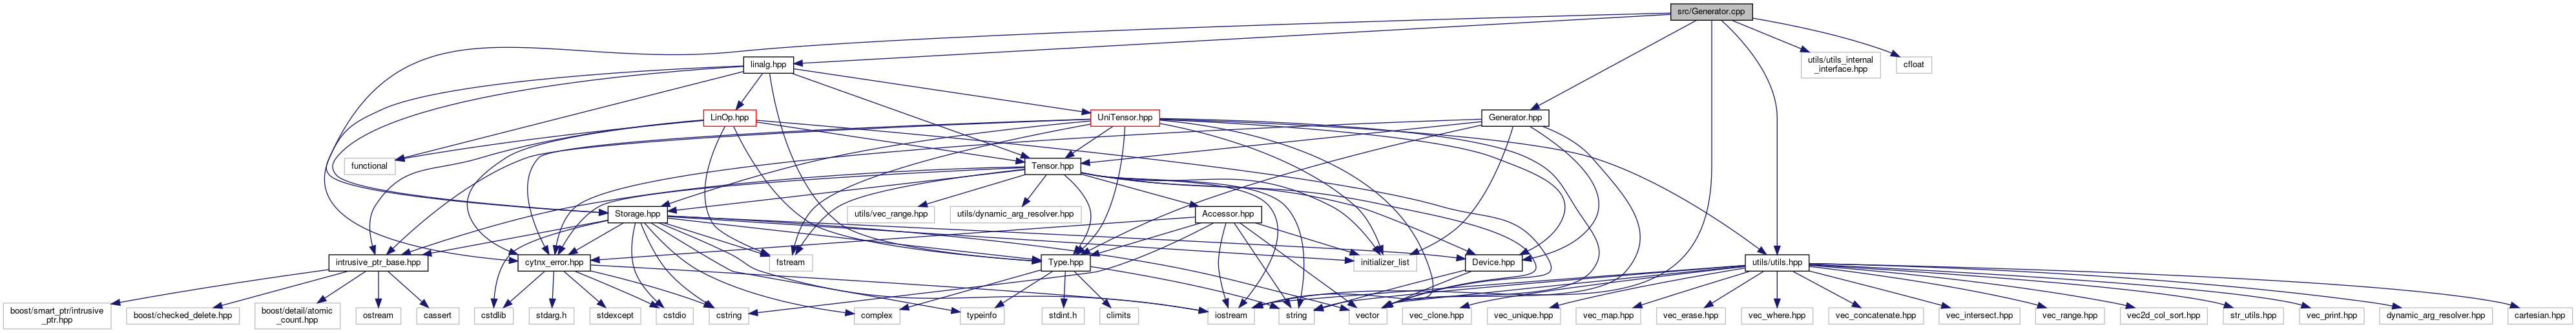 src/Generator.cpp
linalg.hpp
utils/utils_internal
_interface.hpp
cfloat
LinOp.hpp
UniTensor.hpp
Generator.hpp
functional
Tensor.hpp
Storage.hpp
utils/vec_range.hpp
utils/dynamic_arg_resolver.hpp
Accessor.hpp
intrusive_ptr_base.hpp
cytnx_error.hpp
fstream
Type.hpp
initializer_list
Device.hpp
utils/utils.hpp
boost/smart_ptr/intrusive
_ptr.hpp
boost/checked_delete.hpp
boost/detail/atomic
_count.hpp
ostream
cassert
cstdlib
stdarg.h
stdexcept
cstdio
cstring
complex
typeinfo
stdint.h
climits
iostream
string
vector
vec_clone.hpp
vec_unique.hpp
vec_map.hpp
vec_erase.hpp
vec_where.hpp
vec_concatenate.hpp
vec_intersect.hpp
vec_range.hpp
vec2d_col_sort.hpp
str_utils.hpp
vec_print.hpp
dynamic_arg_resolver.hpp
cartesian.hpp